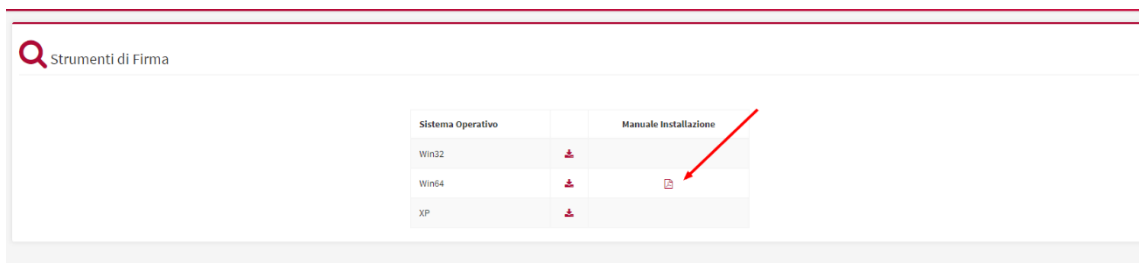 Strumenti di Firma
Sistema Operativo Manuale Installazione
Win32
Win64
XP